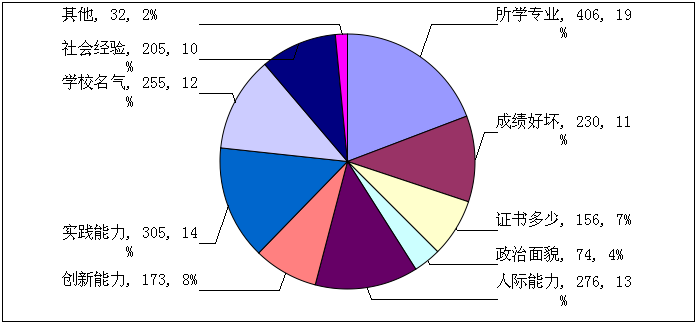 其他, 32, 2%
社会经验, 205, 10
%
学校名气, 255, 12
%
实践能力, 305, 14
%
创新能力, 173, 8%
所学专业, 406, 19
%
成绩好坏, 230, 11
%
证书多少, 156, 7%
政治面貌, 74, 4%
人际能力, 276, 13
%